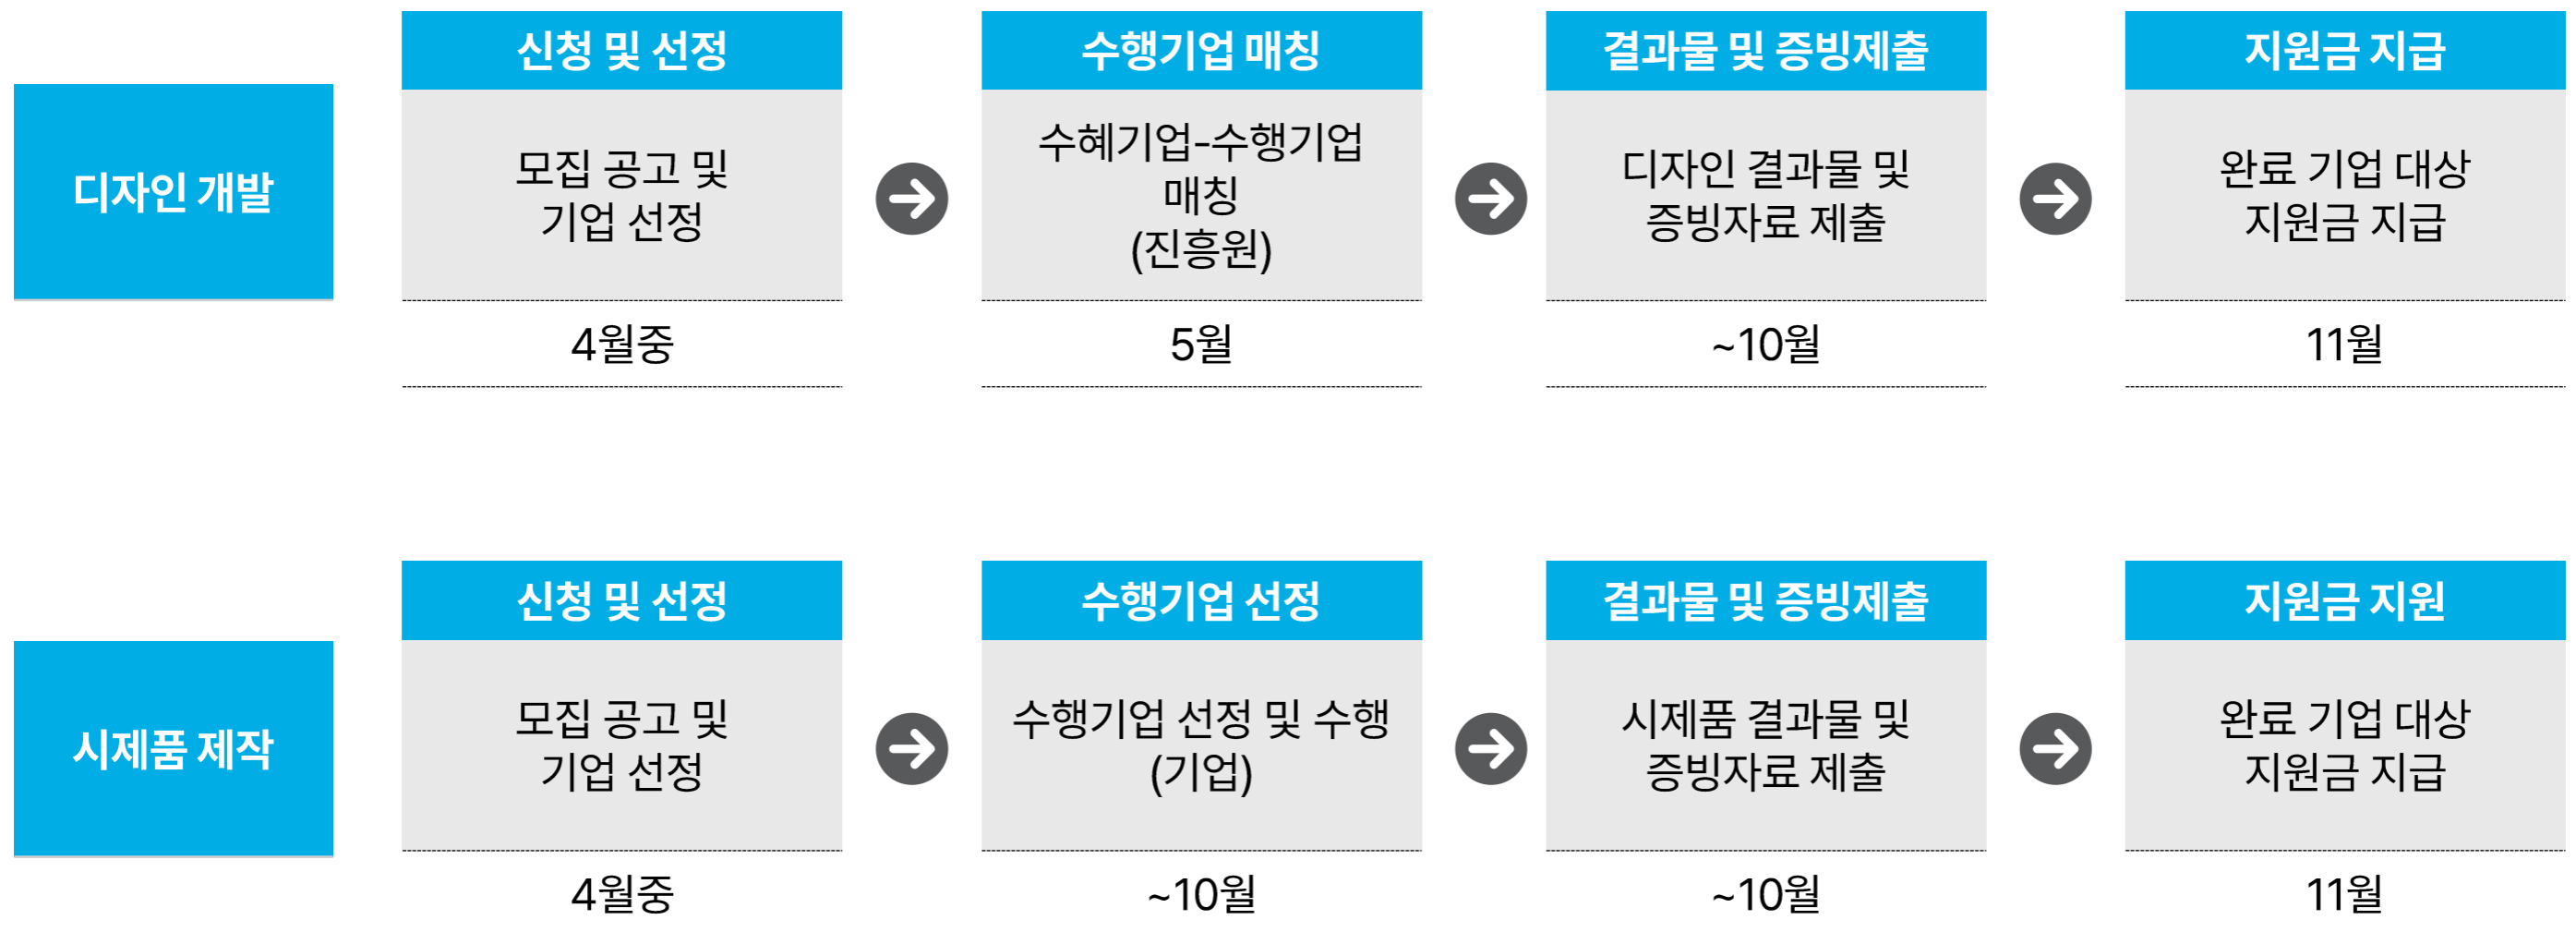 디자인 개발
신청 및 선정
모집 공고 및
기업 선정
4월중
수행기업 매칭
수혜기업-수행기업
매칭
(진흥원)
5월
결과물 및 증빙제출
디자인 결과물 및
증빙자료 제출
~10월
지원금 지급
완료 기업 대상
지원금 지급
11월
시제품 제작
신청 및 선정
모집 공고 및
기업 선정
4월중
수행기업 선정
수행기업 선정 및 수행
(기업)
~10월
결과물 및 증빙제출
시제품 결과물 및
증빙자료 제출
~10월
지원금 지원
완료 기업 대상
지원금 지급
11월